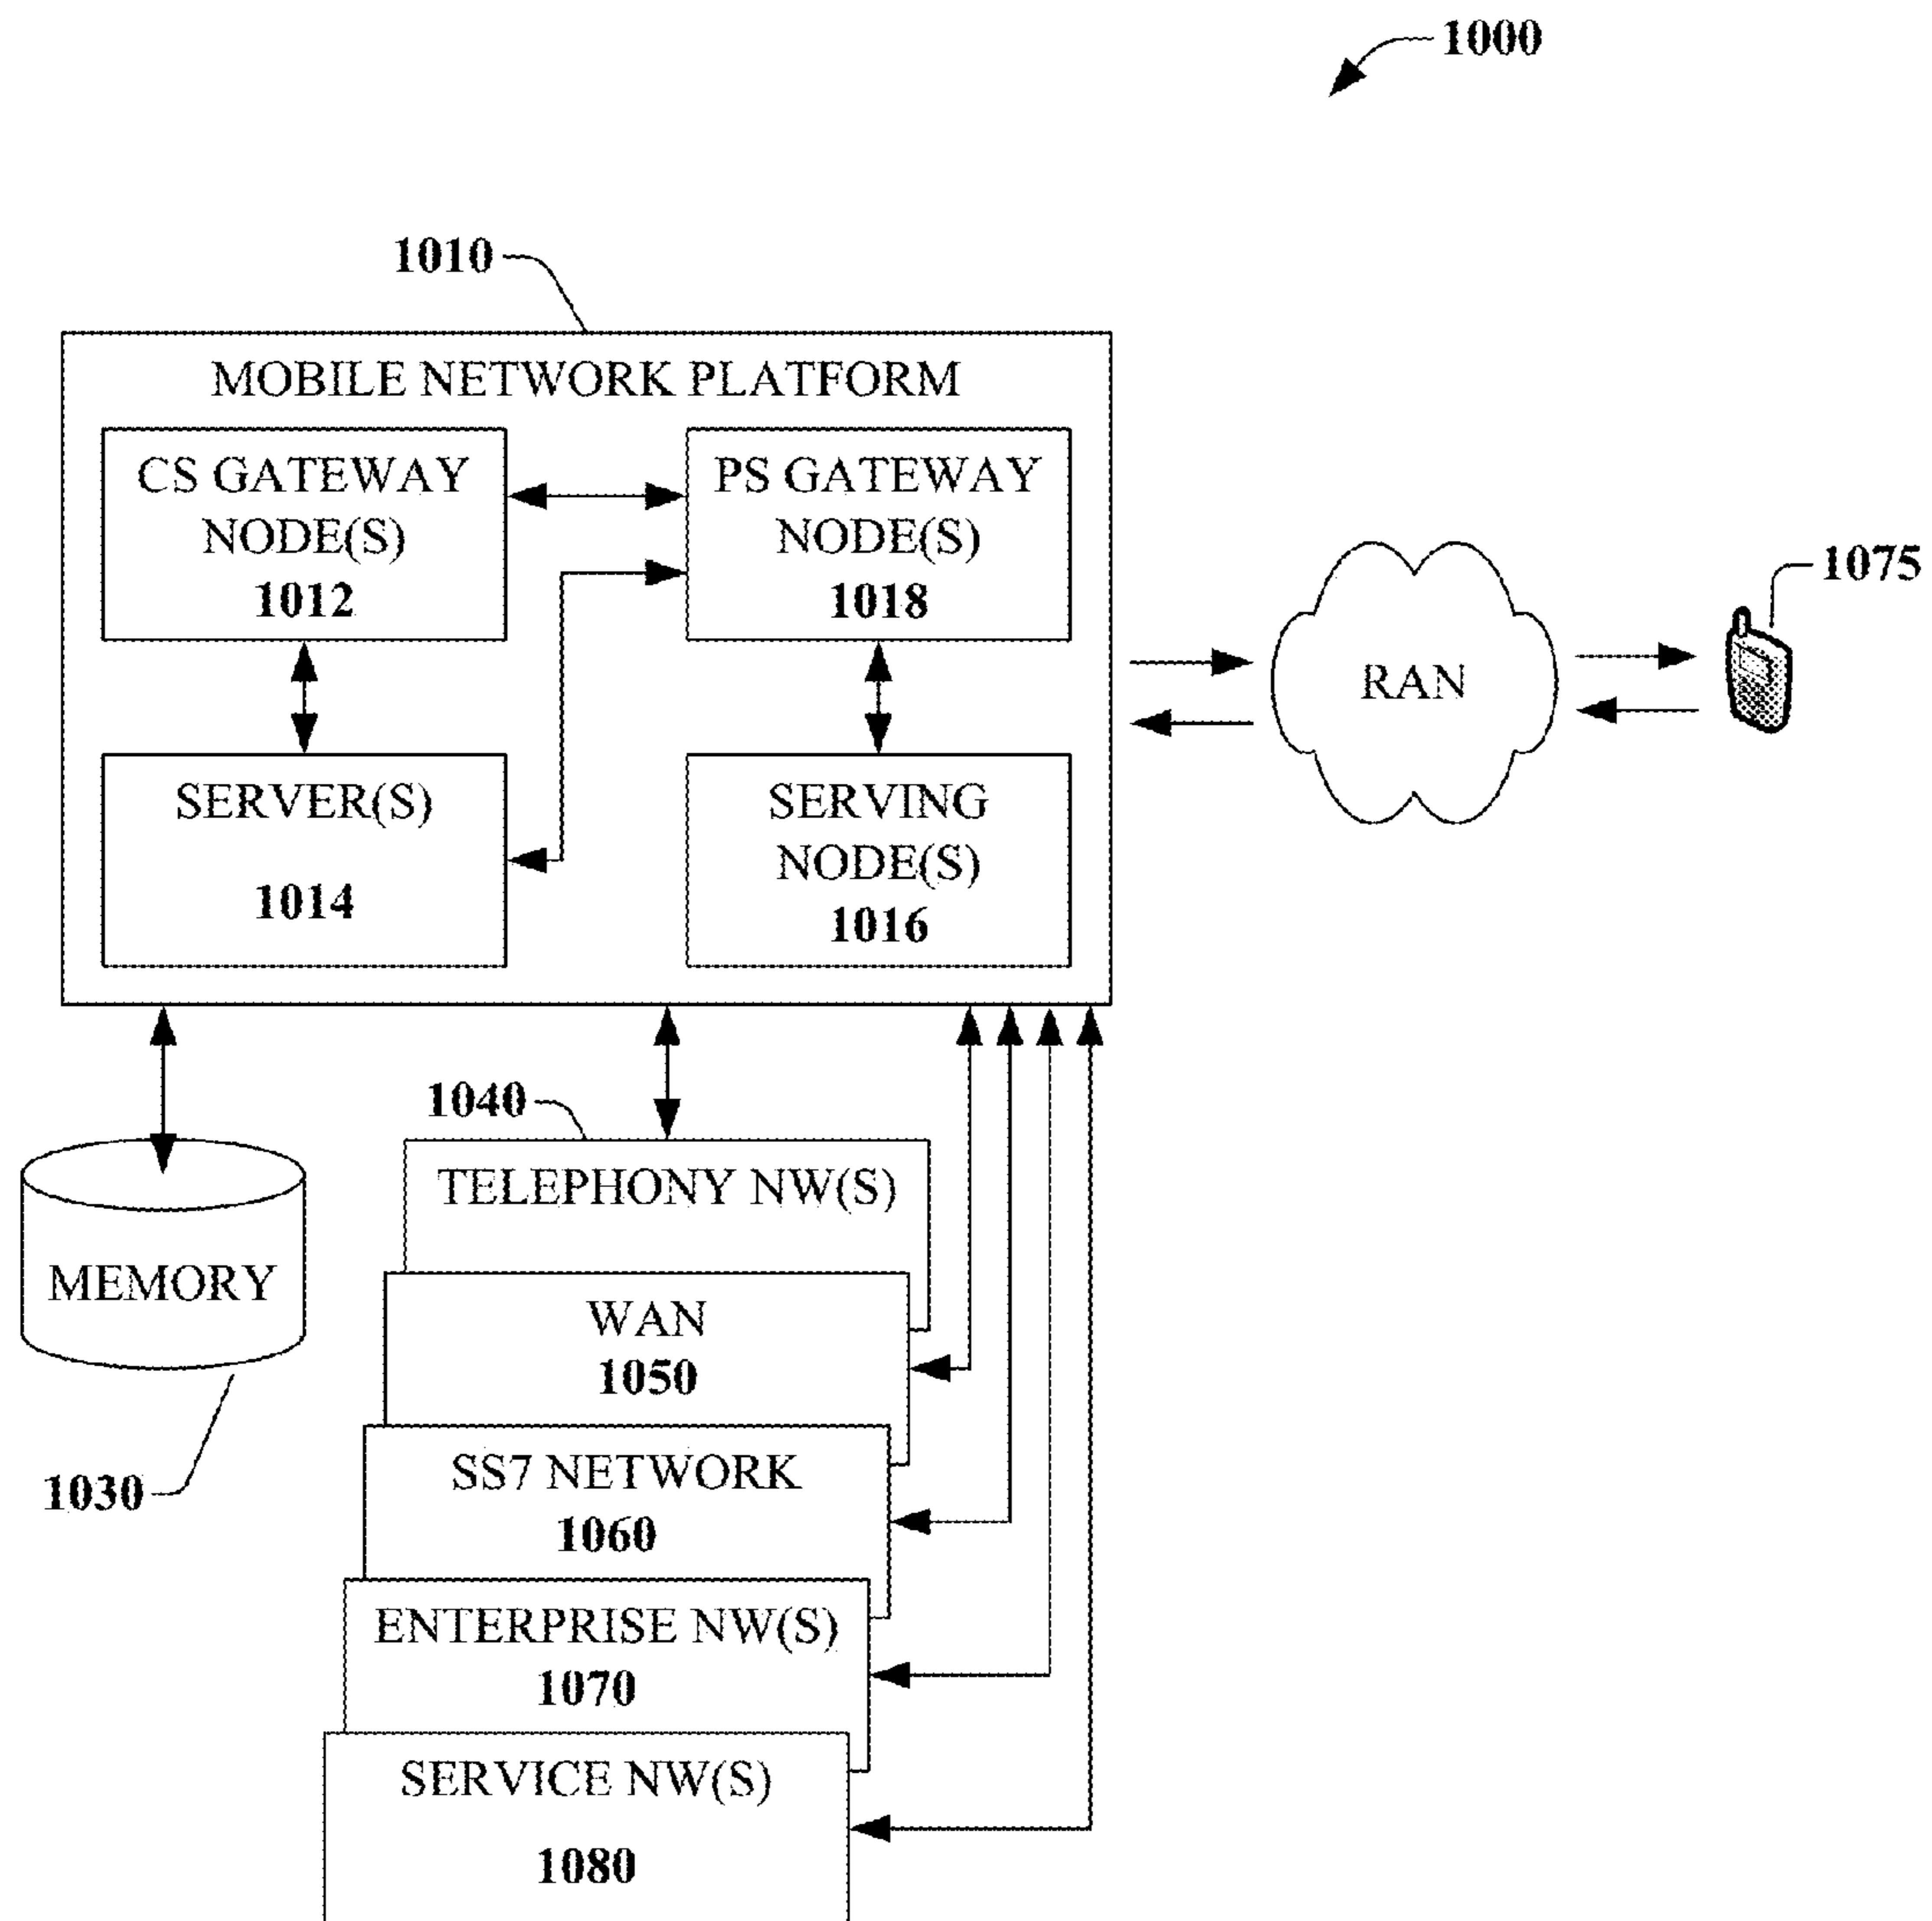 1000
1010
MOBILE NETWORK PLATFORM
CS GATEWAY
NODE(S)
1012
PS GATEWAY
NODE(S)
1018
SERVER(S)
1014
SERVING
NODE(S)
1016
RAN
1075
1040
TELEPHONY NW(S)
MEMORY
1030
WAN
1050
SS7 NETWORK
1060
ENTERPRISE NW(S)
1070
SERVICE NW(S)
1080